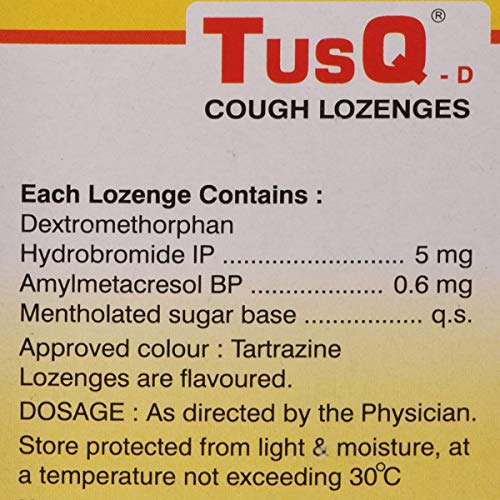 TUSQ® - D
COUGH LOZENGES
Each Lozenge Contains :
Dextromethorphan
Hydrobromide IP ............................ 5 mg
Amylmetacresol BP ................ 0.6 mg
Mentholated sugar base ............ q.s.
Approved colour : Tartrazine
Lozenges are flavoured.
DOSAGE : As directed by the Physician.
Store protected from light & moisture, at
a temperature not exceeding 30°C